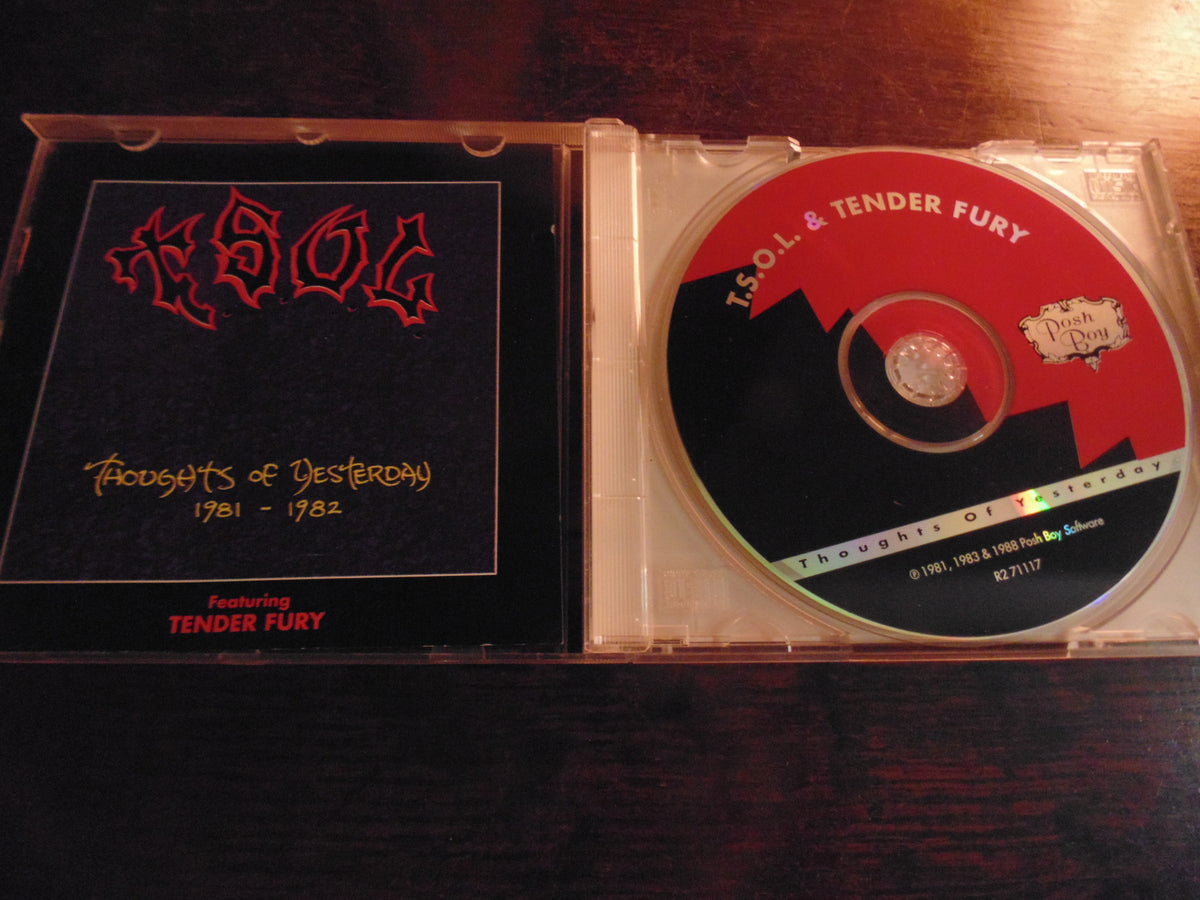 T.S.O.L.
THOUGHTS OF YESTERDAY
1981 - 1982
Featuring
TENDER FURY
T.S.O.L. & TENDER FURY
Posh
Boy
Thoughts Of Yesterday
℗ 1981, 1983 & 1988 Posh Boy Software
R2 71117